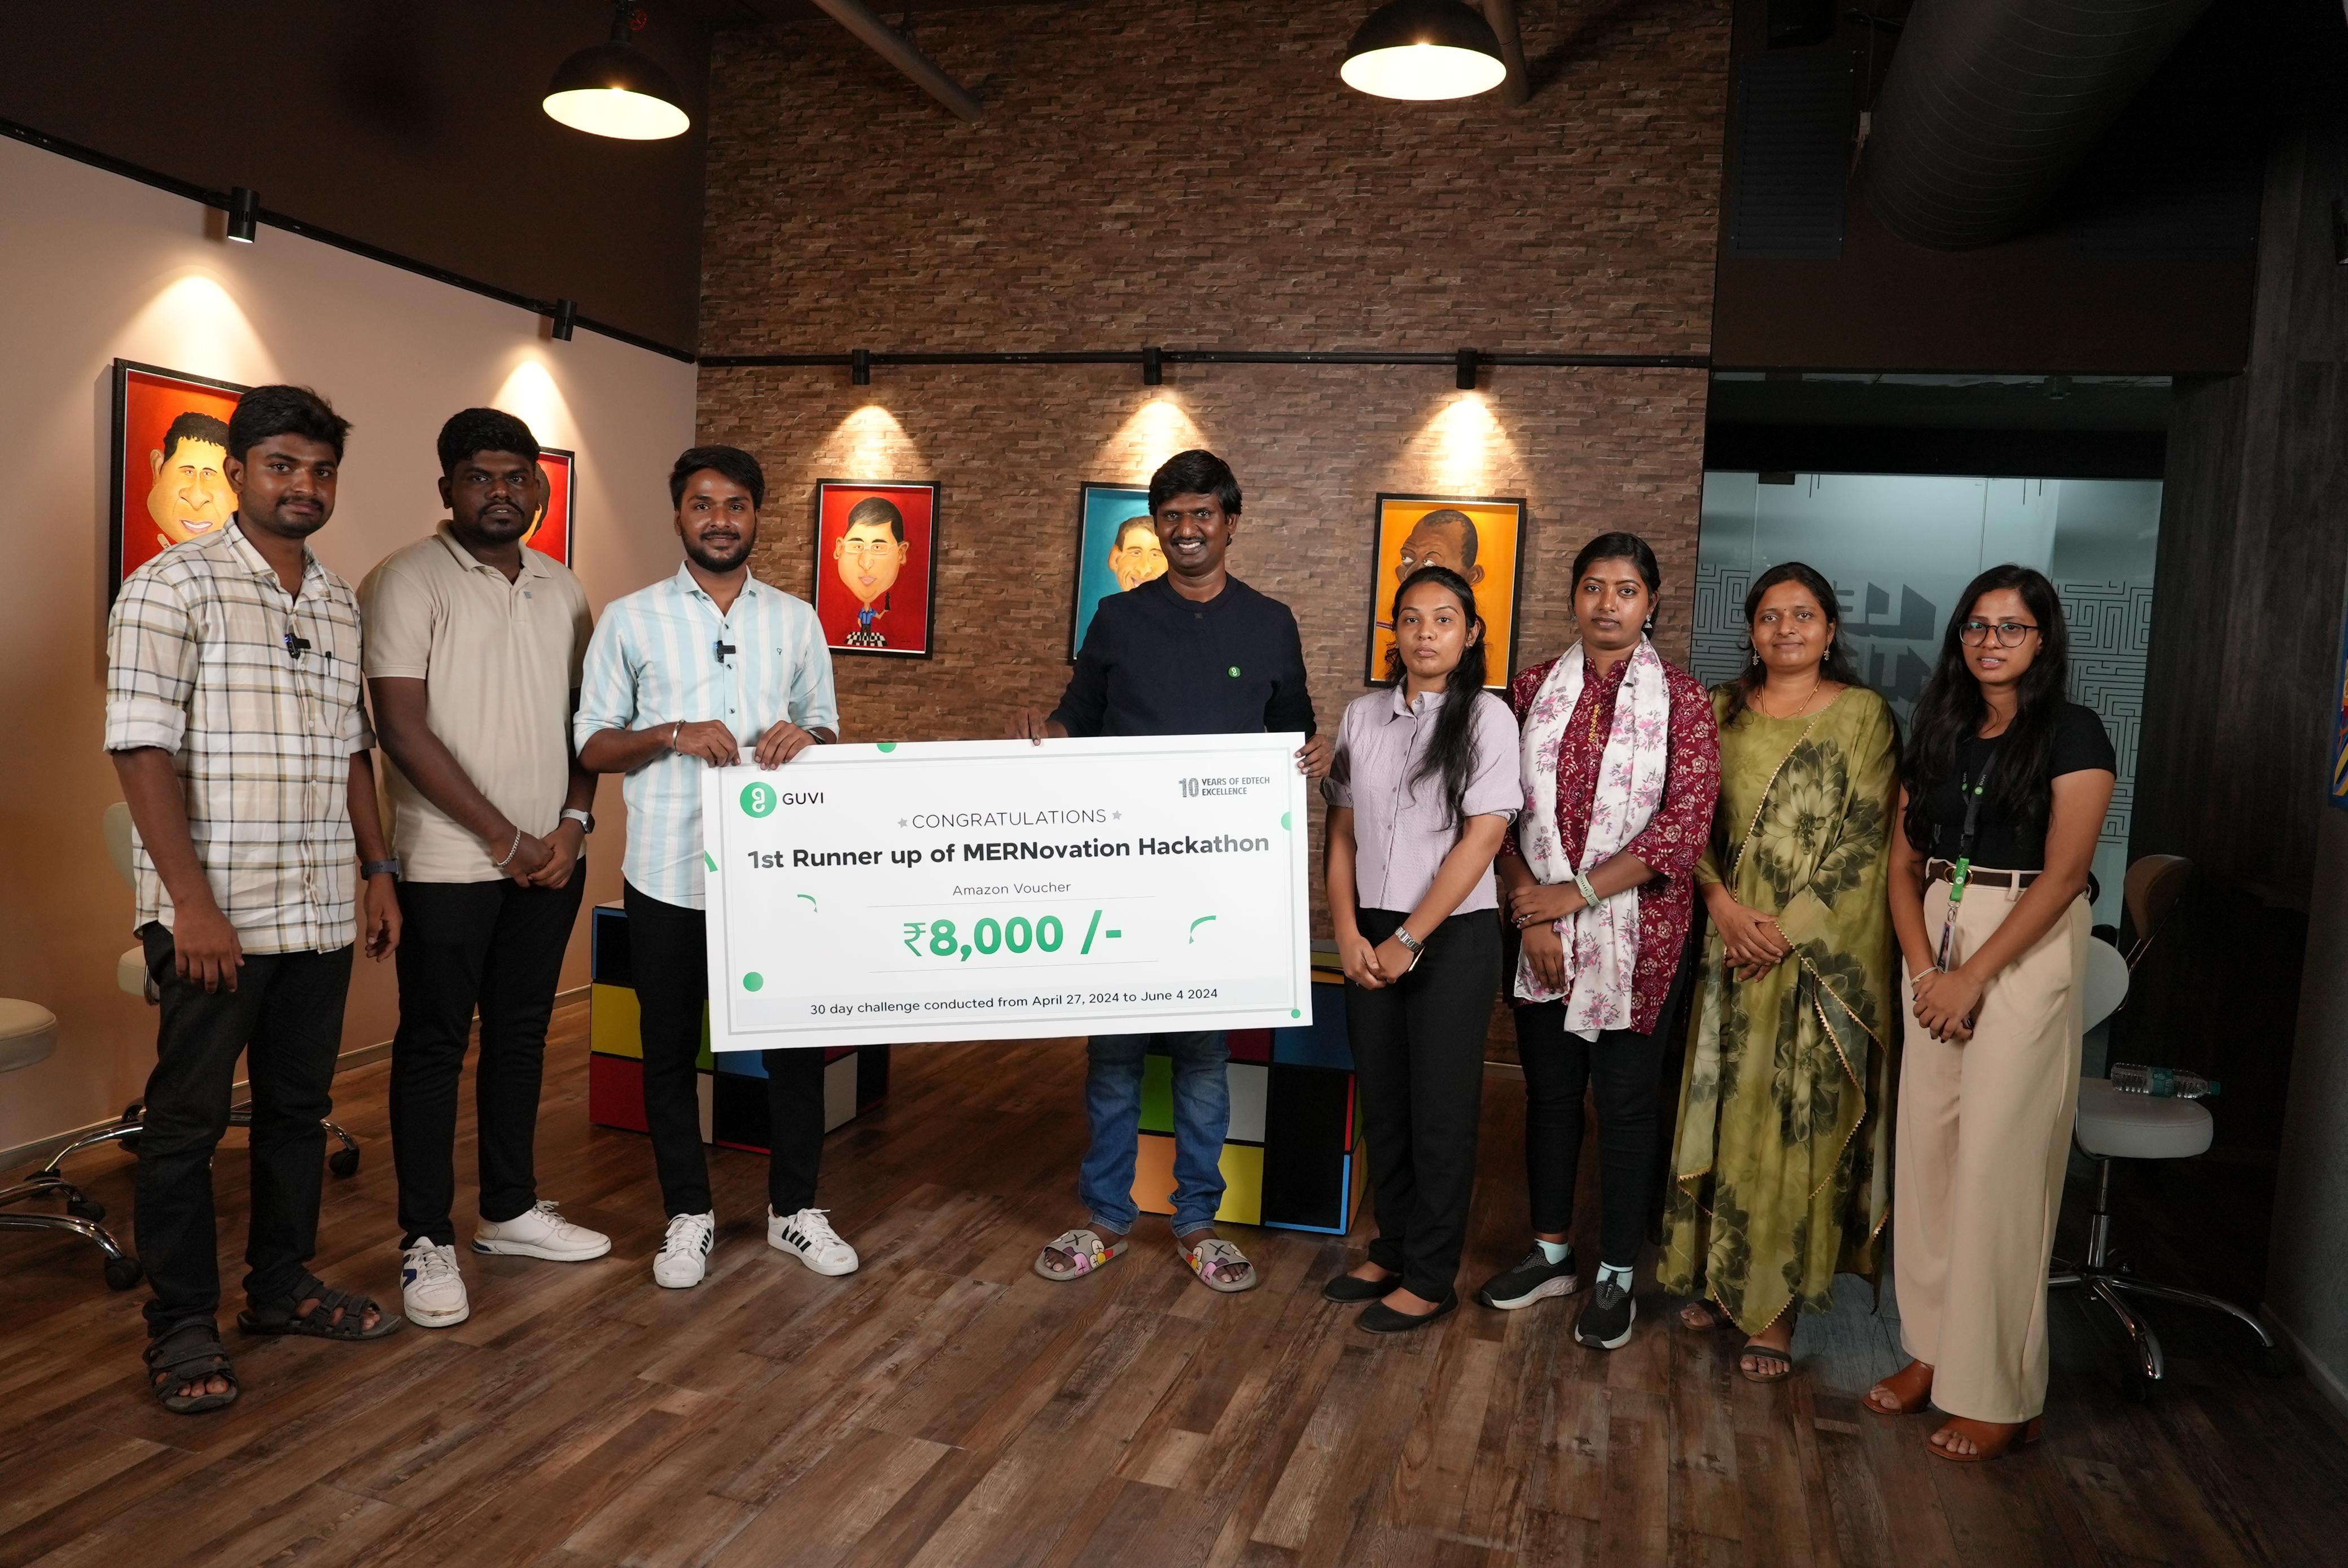 GUVI
10 YEARS OF EDTECH
EXCELLENCE
CONGRATULATIONS
1st Runner up of MERNovation Hackathon
Amazon Voucher
₹8,000 /-
30 day challenge conducted from April 27, 2024 to June 4 2024